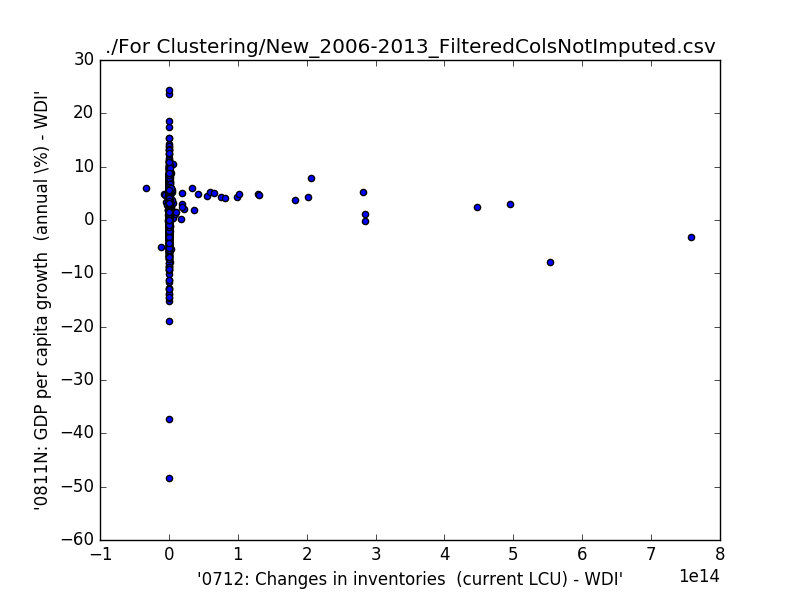 ./For Clustering/New_2006-2013_FilteredColsNotImputed.csv
30
20
10
0
−10
−20
−30
−40
−50
−60
'0811N: GDP per capita growth  (annual \%) - WDI'
−1 0 1 2 3 4 5 6 7 8
1e14
'0712: Changes in inventories  (current LCU) - WDI'